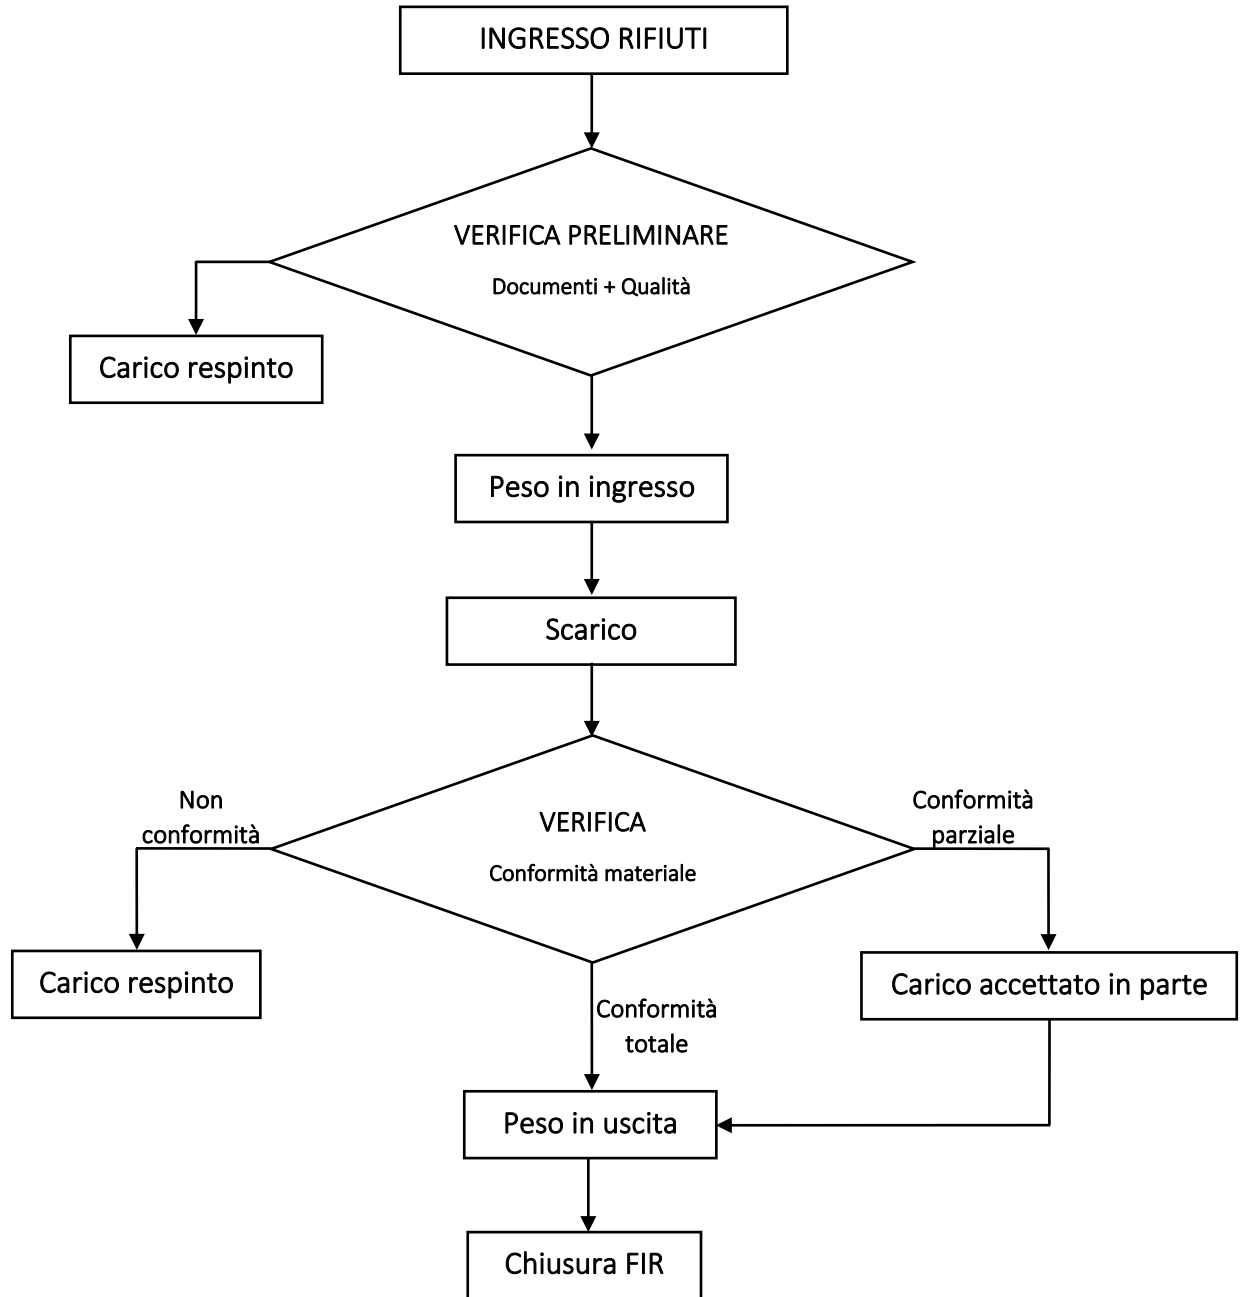 INGRESSO RIFIUTI
VERIFICA PRELIMINARE
Documenti + Qualità
Carico respinto
Peso in ingresso
Scarico
Non
conformità
VERIFICA
Conformità materiale
Conformità
parziale
Carico respinto
Conformità
totale
Carico accettato in parte
Peso in uscita
Chiusura FIR